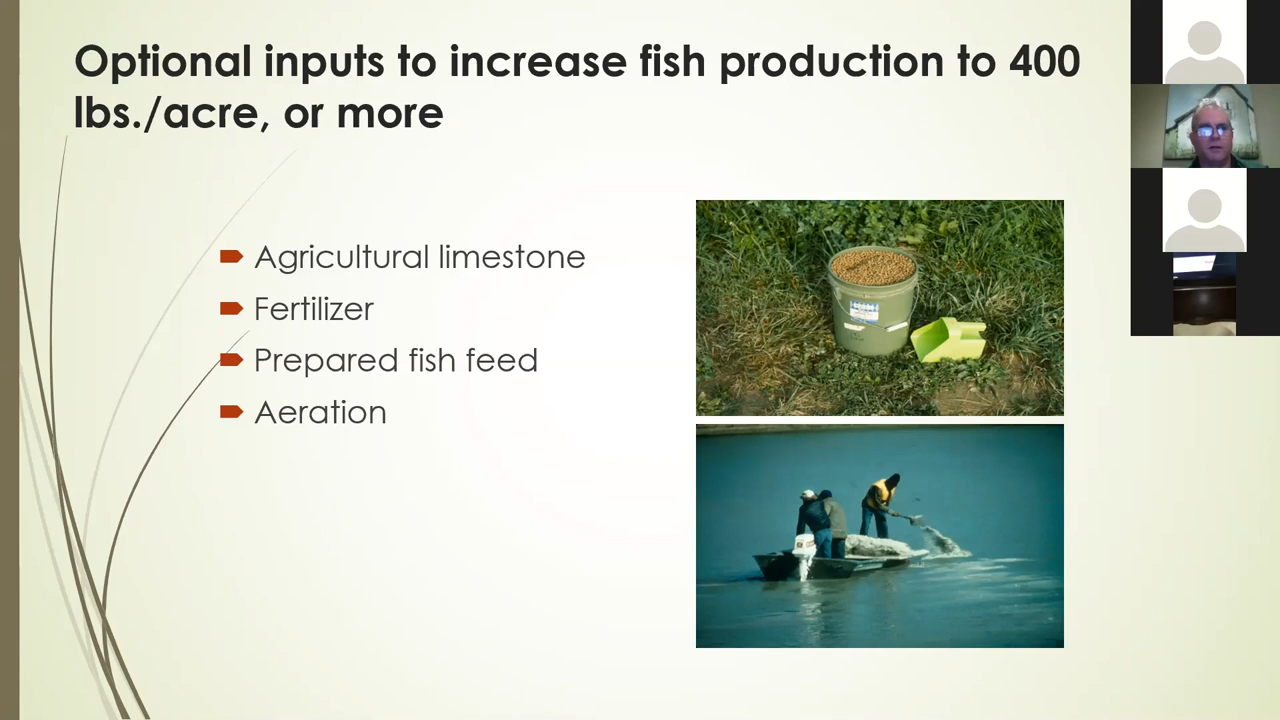 Optional inputs to increase fish production to 400
lbs./acre, or more
Agricultural limestone
Fertilizer
Prepared fish feed
Aeration